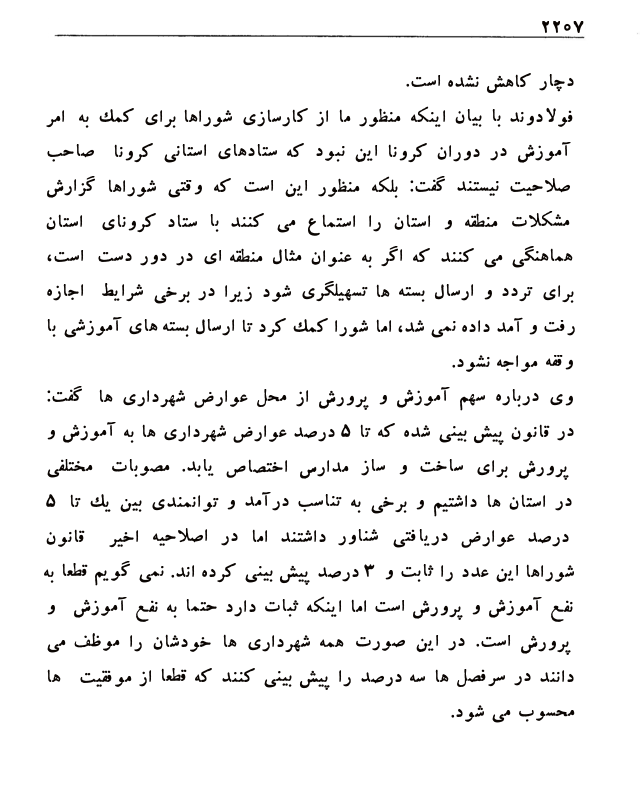 ۲۲۰۷
دچار کاهش نشده است.
فولادوند با بیان اینکه منظور ما از کارسازی شوراها برای کمك به امر
آموزش در دوران کرونا این نبود که ستادهای استانی کرونا صاحب
صلاحیت نیستند گفت: بلکه منظور این است که وقتی شوراها گزارش
مشکلات منطقه و استان را استماع می کنند با ستاد کرونای استان
هماهنگی می کنند که اگر به عنوان مثال منطقه ای در دور دست است،
برای تردد و ارسال بسته ها تسهیلگری شود زیرا در برخی شرایط اجازه
رفت و آمد داده نمی شد، اما شورا کمك کرد تا ارسال بسته های آموزشی با
وقفه مواجه نشود.
وی درباره سهم آموزش و پرورش از محل عوارض شهرداری ها گفت:
در قانون پیش بینی شده که تا ۵ درصد عوارض شهرداری ها به آموزش و
پرورش برای ساخت و ساز مدارس اختصاص یابد. مصوبات مختلفی
در استان ها داشتیم و برخی به تناسب درآمد و توانمندی بین یك تا ۵
درصد عوارض دریافتی شناور داشتند اما در اصلاحیه اخیر قانون
شوراها این عدد را ثابت و ۳ درصد پیش بینی کرده اند. نمی گویم قطعا به
نفع آموزش و پرورش است اما اینکه ثبات دارد حتما به نفع آموزش و
پرورش است. در این صورت همه شهرداری ها خودشان را موظف می
دانند در سرفصل ها سه درصد را پیش بینی کنند که قطعا از موفقیت ها
محسوب می شود.